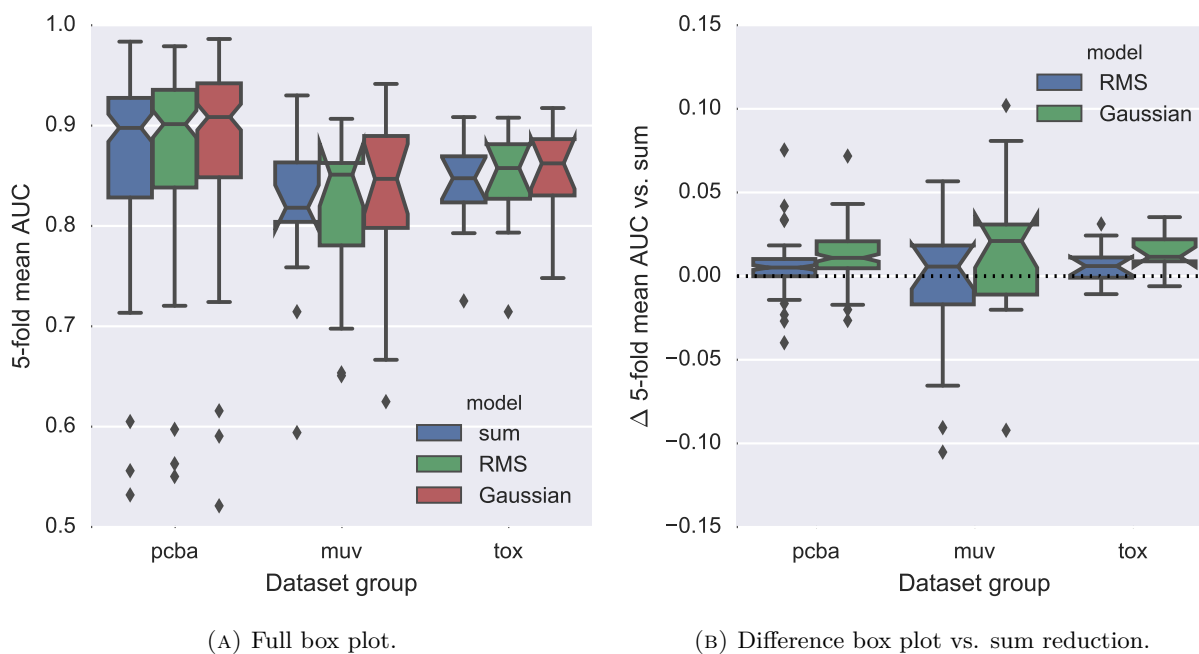 1.0
0.9
0.8
0.7
0.6
0.5
5-fold mean AUC
model
sum
RMS
Gaussian
pcba
muv
tox
Dataset group
(A) Full box plot.
0.15
0.10
0.05
0.00
−0.05
−0.10
−0.15
Δ 5-fold mean AUC vs. sum
model
RMS
Gaussian
pcba
muv
tox
Dataset group
(B) Difference box plot vs. sum reduction.